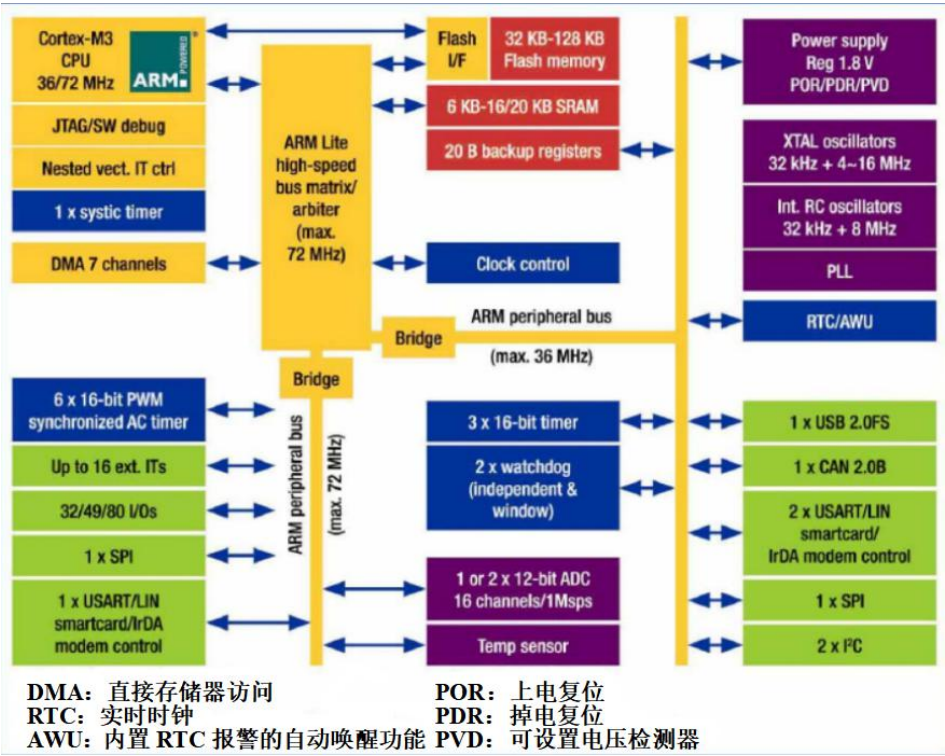 Cortex-M3
CPU
36/72 MHz
ARM POWERED
JTAG/SW debug
Nested vect. IT ctrl
1 x systic timer
DMA 7 channels
ARM Lite
high-speed
bus matrix/
arbiter
(max.
72 MHz)
Flash
I/F
32 KB-128 KB
Flash memory
6 KB-16/20 KB SRAM
20 B backup registers
Clock control
Power supply
Reg 1.8 V
POR/PDR/PVD
XTAL oscillators
32 kHz + 4~16 MHz
Int. RC oscillators
32 kHz + 8 MHz
PLL
RTC/AWU
Bridge
ARM peripheral bus
(max. 36 MHz)
Bridge
ARM peripheral bus
(max. 72 MHz)
6 x 16-bit PWM
synchronized AC timer
Up to 16 ext. ITs
32/49/80 I/Os
1 x SPI
1 x USART/LIN
smartcard/IrDA
modem control
3 x 16-bit timer
2 x watchdog
(independent &
window)
1 or 2 x 12-bit ADC
16 channels/1Msps
Temp sensor
1 x USB 2.0FS
1 x CAN 2.0B
2 x USART/LIN
smartcard/
IrDA modem control
1 x SPI
2 x I²C
DMA：直接存储器访问
POR：上电复位
RTC：实时时钟
PDR：掉电复位
AWU：内置 RTC 报警的自动唤醒功能
PVD：可设置电压检测器